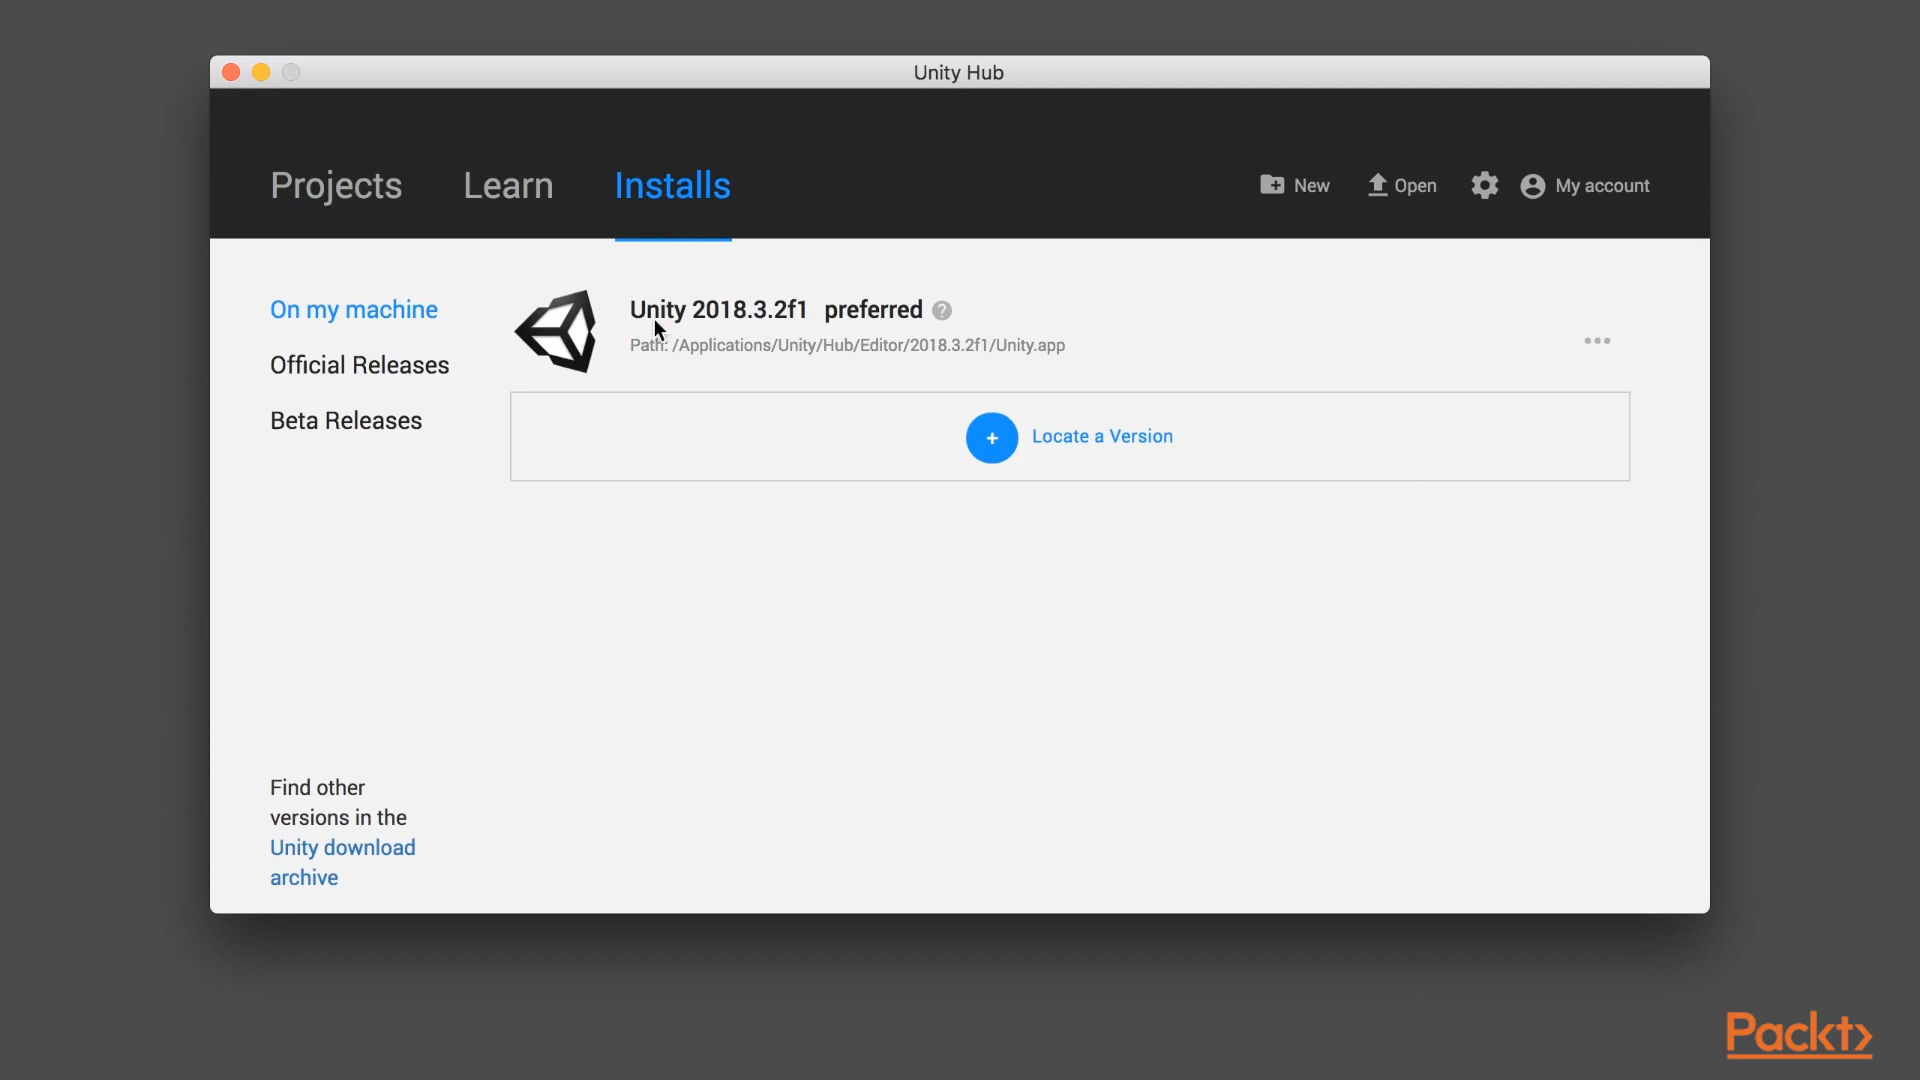 Unity Hub
Projects Learn Installs New Open My account
On my machine
Official Releases
Beta Releases
Unity 2018.3.2f1 preferred ?
Path: /Applications/Unity/Hub/Editor/2018.3.2f1/Unity.app
+ Locate a Version
Find other
versions in the
Unity download
archive
Packt>